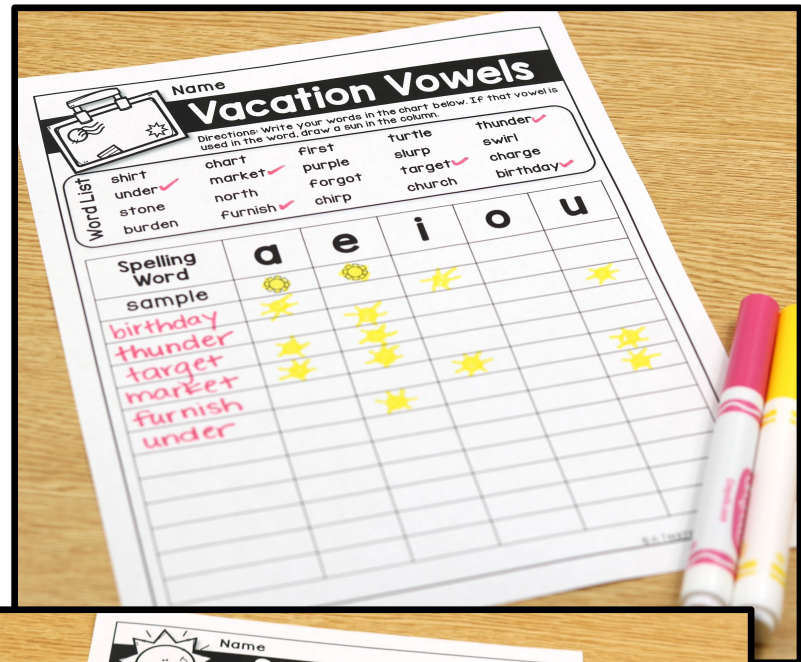 Name
Vacation Vowels
Directions: Write your words in the chart below. If that vowel is
used in the word, draw a sun in the column.
Word List
shirt chart first turtle thunder
under market purple slurp swirl
stone north forgot target charge
burden furnish chirp church birthday
Spelling Word a e i o u
sample
birthday
thunder
target
market
furnish
under
Name